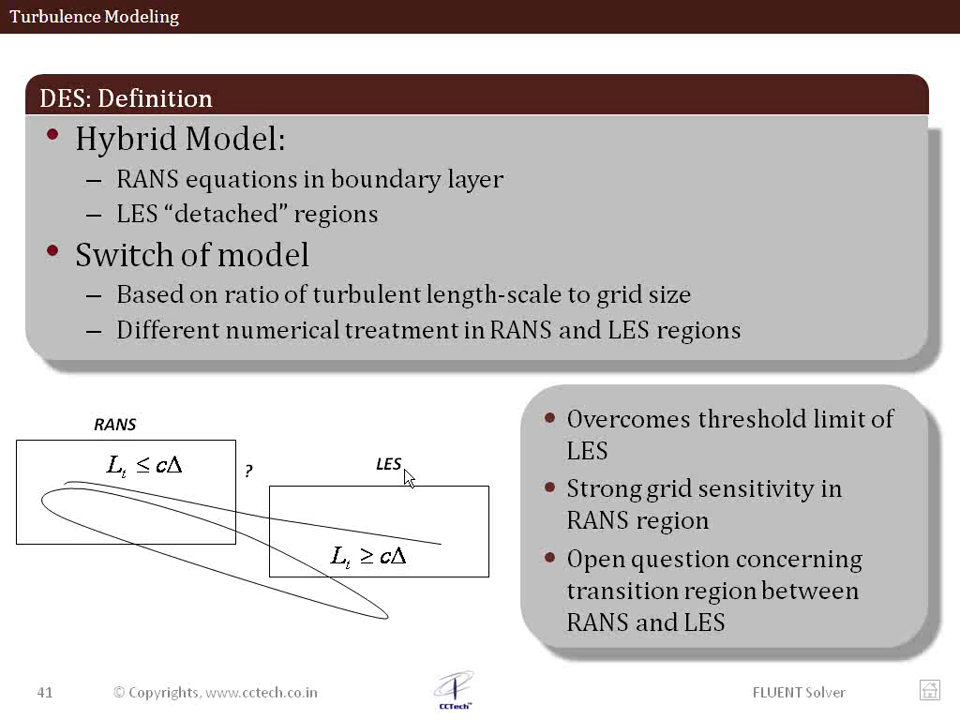 Turbulence Modeling
DES: Definition
• Hybrid Model:
– RANS equations in boundary layer
– LES “detached” regions
• Switch of model
– Based on ratio of turbulent length-scale to grid size
– Different numerical treatment in RANS and LES regions
RANS
L_t ≤ cΔ
?
LES
L_t ≥ cΔ
• Overcomes threshold limit of
LES
• Strong grid sensitivity in
RANS region
• Open question concerning
transition region between
RANS and LES
41
© Copyrights, www.cctech.co.in
CCTech™
FLUENT Solver